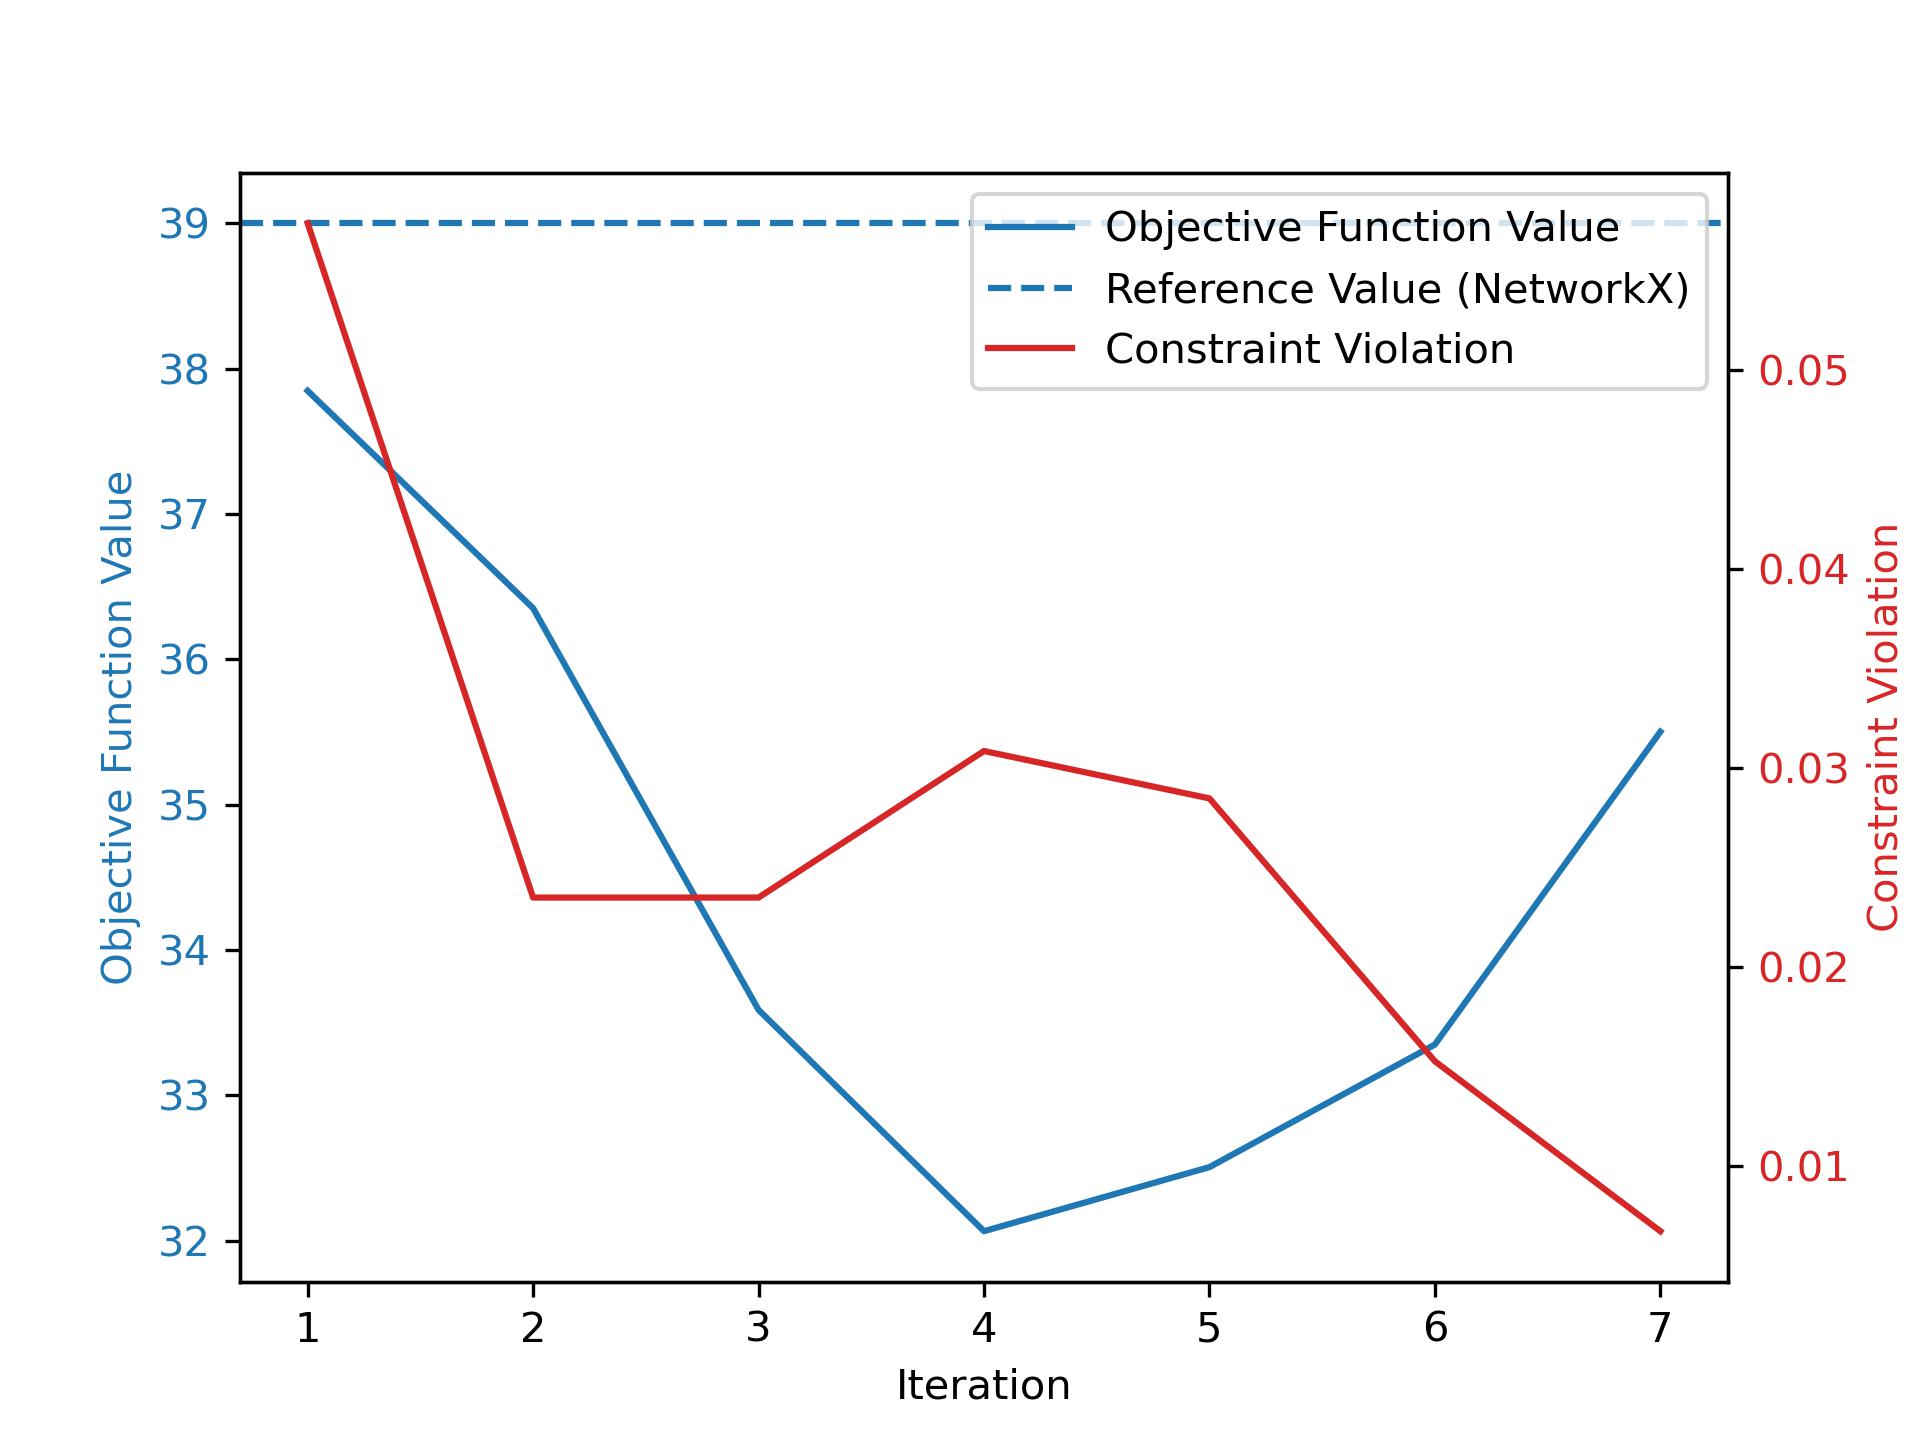 Objective Function Value
Reference Value (NetworkX)
Constraint Violation
39
38
37
36
35
34
33
32
Objective Function Value
0.05
0.04
0.03
0.02
0.01
Constraint Violation
1 2 3 4 5 6 7
Iteration